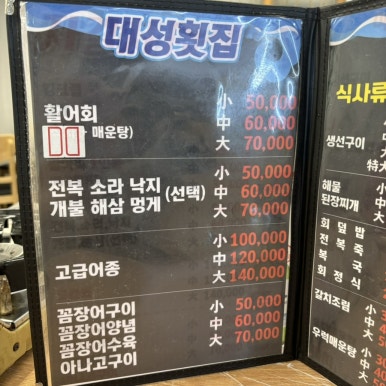 대성횟집
활어회
매운탕)
小 50,000
中 60,000
大 70,000
전복 소라 낙지
개불 해삼 멍게 (선택)
小 50,000
中 60,000
大 70,000
고급어종
小 100,000
中 120,000
大 140,000
꼼장어구이
꼼장어양념
꼼장어수육
아나고구이
小 50,000
中 60,000
大 70,000
식사류
생선구이
특大
해물
된장찌개
회 덮 밥
전 복 죽
복 국
회 정 식
갈치조림
우럭매운탕